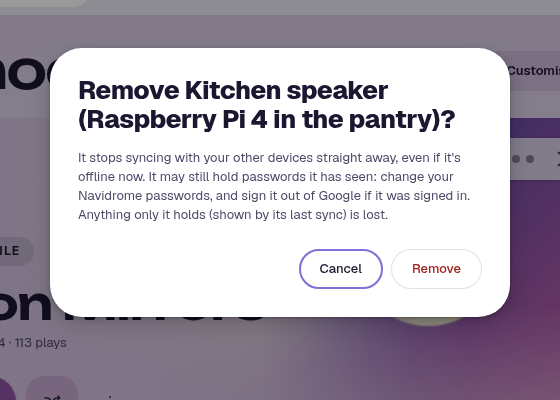 Customis
Remove Kitchen speaker
(Raspberry Pi 4 in the pantry)?
It stops syncing with your other devices straight away, even if it's
offline now. It may still hold passwords it has seen: change your
Navidrome passwords, and sign it out of Google if it was signed in.
Anything only it holds (shown by its last sync) is lost.
Cancel
Remove
ILE
4 · 113 plays